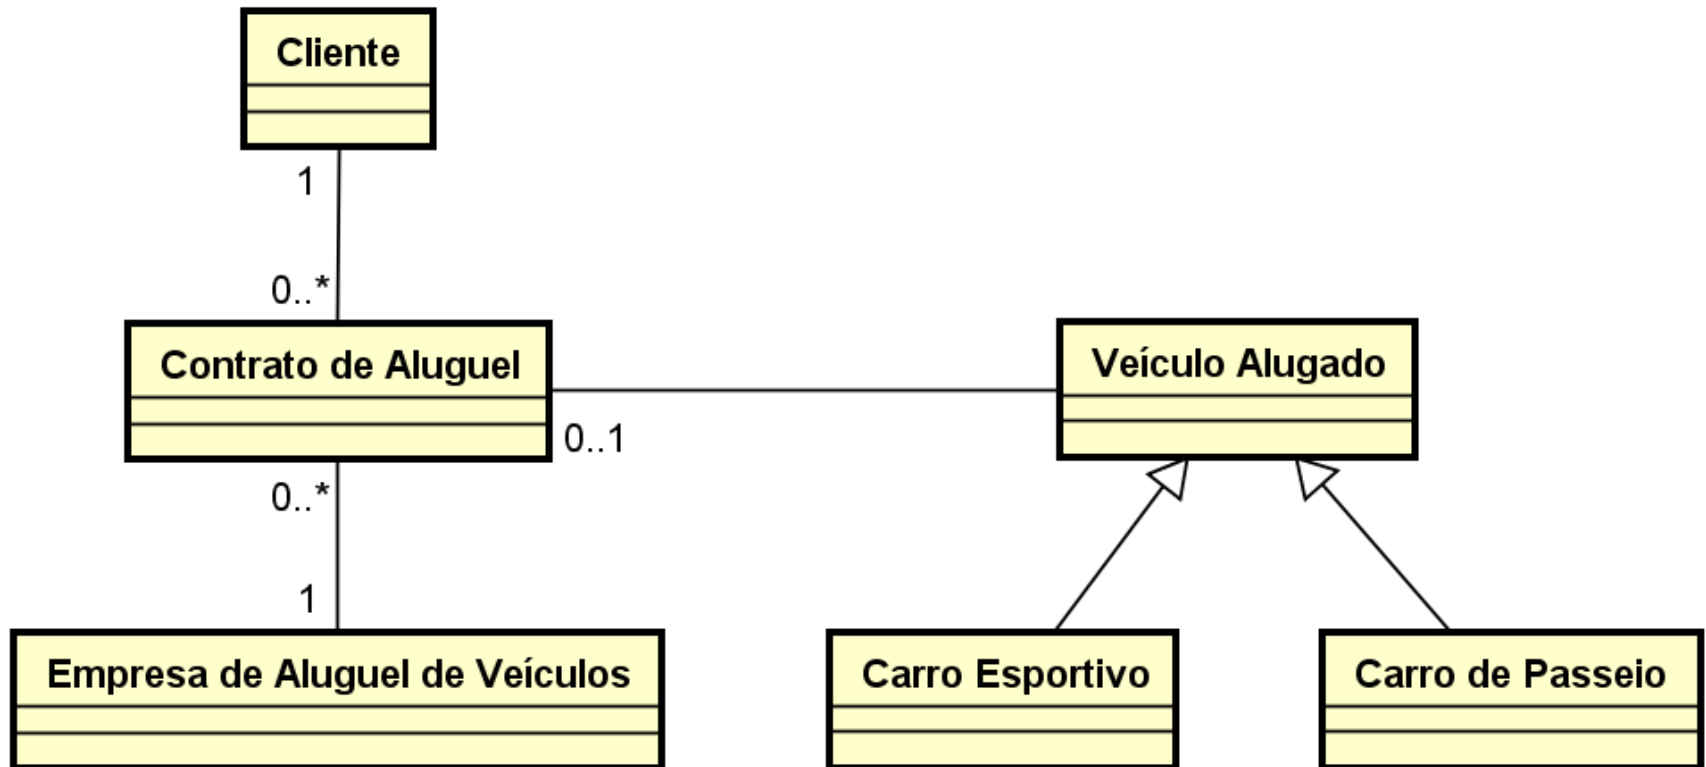 Cliente
1
0..*
Contrato de Aluguel
Veículo Alugado
0..1
0..*
1
Empresa de Aluguel de Veículos
Carro Esportivo
Carro de Passeio